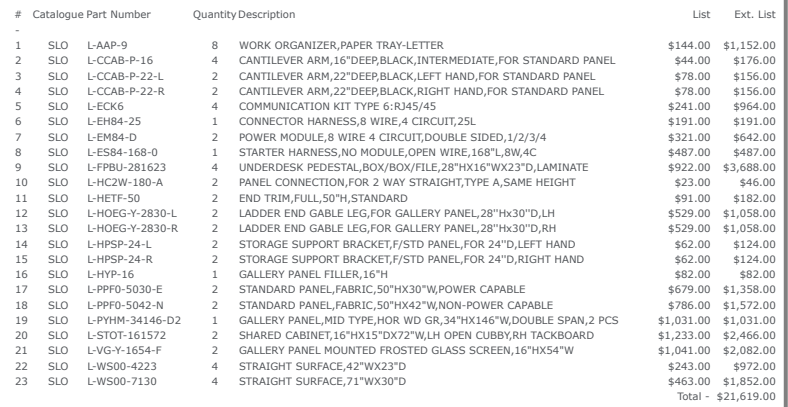 # Catalogue Part Number Quantity Description List Ext. List
-
1 SLO L-AAP-9 8 WORK ORGANIZER,PAPER TRAY-LETTER $144.00 $1,152.00
2 SLO L-CCAB-P-16 4 CANTILEVER ARM,16"DEEP,BLACK,INTERMEDIATE,FOR STANDARD PANEL $44.00 $176.00
3 SLO L-CCAB-P-22-L 2 CANTILEVER ARM,22"DEEP,BLACK,LEFT HAND,FOR STANDARD PANEL $78.00 $156.00
4 SLO L-CCAB-P-22-R 2 CANTILEVER ARM,22"DEEP,BLACK,RIGHT HAND,FOR STANDARD PANEL $78.00 $156.00
5 SLO L-ECK6 4 COMMUNICATION KIT TYPE 6:RJ45/45 $241.00 $964.00
6 SLO L-EH84-25 1 CONNECTOR HARNESS,8 WIRE,4 CIRCUIT,25L $191.00 $191.00
7 SLO L-EM84-D 2 POWER MODULE,8 WIRE 4 CIRCUIT,DOUBLE SIDED,1/2/3/4 $321.00 $642.00
8 SLO L-ES84-168-0 1 STARTER HARNESS,NO MODULE,OPEN WIRE,168"L,8W,4C $487.00 $487.00
9 SLO L-FPBU-281623 4 UNDERDESK PEDESTAL,BOX/BOX/FILE,28"HX16"WX23"D,LAMINATE $922.00 $3,688.00
10 SLO L-HC2W-180-A 2 PANEL CONNECTION,FOR 2 WAY STRAIGHT,TYPE A,SAME HEIGHT $23.00 $46.00
11 SLO L-HETF-50 2 END TRIM,FULL,50"H,STANDARD $91.00 $182.00
12 SLO L-HOEG-Y-2830-L 2 LADDER END GABLE LEG,FOR GALLERY PANEL,28''Hx30''D,LH $529.00 $1,058.00
13 SLO L-HOEG-Y-2830-R 2 LADDER END GABLE LEG,FOR GALLERY PANEL,28''Hx30''D,RH $529.00 $1,058.00
14 SLO L-HPSP-24-L 2 STORAGE SUPPORT BRACKET,F/STD PANEL,FOR 24''D,LEFT HAND $62.00 $124.00
15 SLO L-HPSP-24-R 2 STORAGE SUPPORT BRACKET,F/STD PANEL,FOR 24''D,RIGHT HAND $62.00 $124.00
16 SLO L-HYP-16 1 GALLERY PANEL FILLER,16"H $82.00 $82.00
17 SLO L-PPF0-5030-E 2 STANDARD PANEL,FABRIC,50"HX30"W,POWER CAPABLE $679.00 $1,358.00
18 SLO L-PPF0-5042-N 2 STANDARD PANEL,FABRIC,50"HX42"W,NON-POWER CAPABLE $786.00 $1,572.00
19 SLO L-PYHM-34146-D2 1 GALLERY PANEL,MID TYPE,HOR WD GR,34"HX146"W,DOUBLE SPAN,2 PCS $1,031.00 $1,031.00
20 SLO L-STOT-161572 2 SHARED CABINET,16"HX15"DX72"W,LH OPEN CUBBY,RH TACKBOARD $1,233.00 $2,466.00
21 SLO L-VG-Y-1654-F 2 GALLERY PANEL MOUNTED FROSTED GLASS SCREEN,16"HX54"W $1,041.00 $2,082.00
22 SLO L-WS00-4223 4 STRAIGHT SURFACE,42"WX23"D $243.00 $972.00
23 SLO L-WS00-7130 4 STRAIGHT SURFACE,71"WX30"D $463.00 $1,852.00
Total - $21,619.00